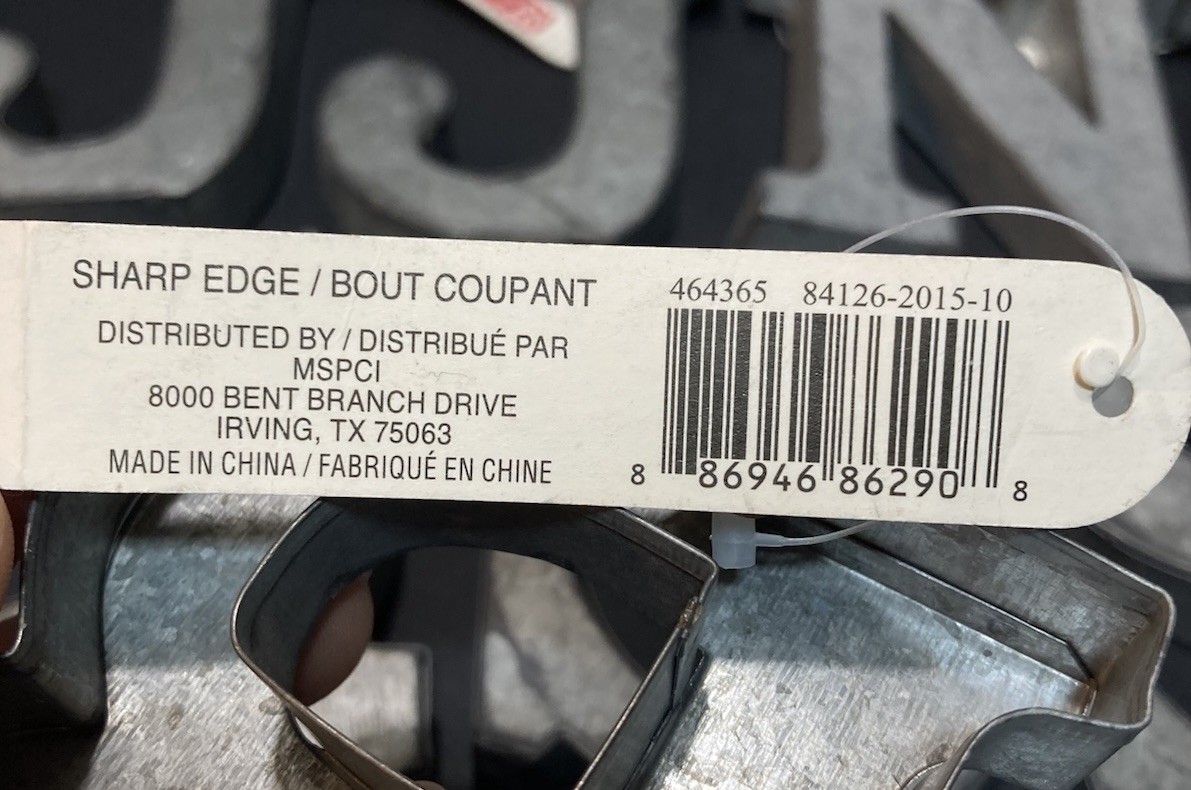 SHARP EDGE / BOUT COUPANT
DISTRIBUTED BY / DISTRIBUÉ PAR
MSPCI
8000 BENT BRANCH DRIVE
IRVING, TX 75063
MADE IN CHINA / FABRIQUÉ EN CHINE
464365 84126-2015-10
8 86946 86290 8